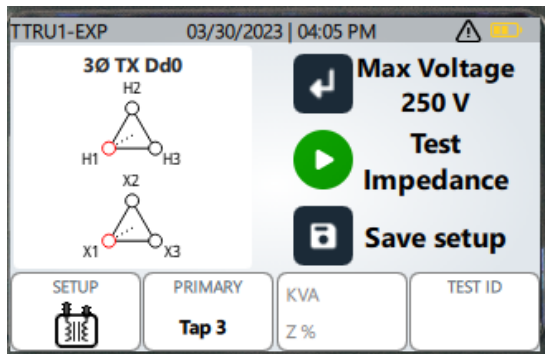 TTRU1-EXP 03/30/2023 | 04:05 PM
3Ø TX Dd0
H2
H1 H3
X2
X1 X3
Max Voltage
250 V
Test
Impedance
Save setup
SETUP
PRIMARY
Tap 3
KVA
Z %
TEST ID